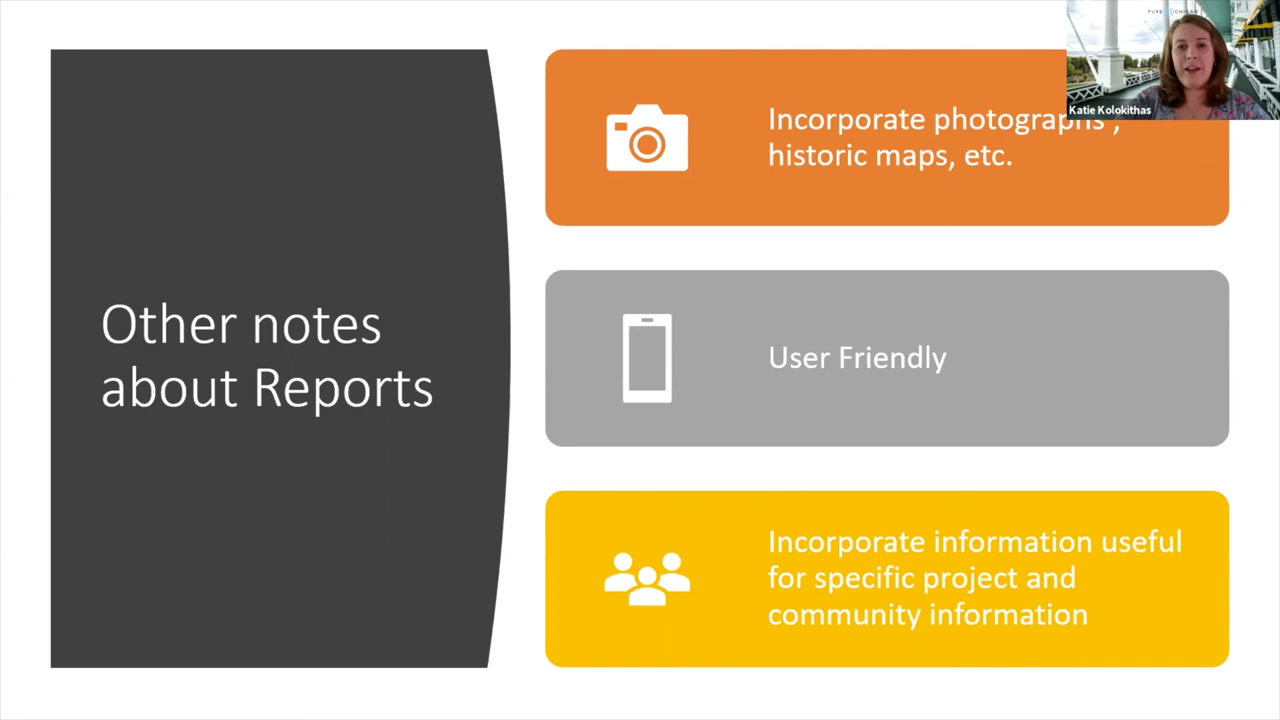 Other notes
about Reports
Incorporate photographs ,
historic maps, etc.
User Friendly
Incorporate information useful
for specific project and
community information
Katie Kolokithas